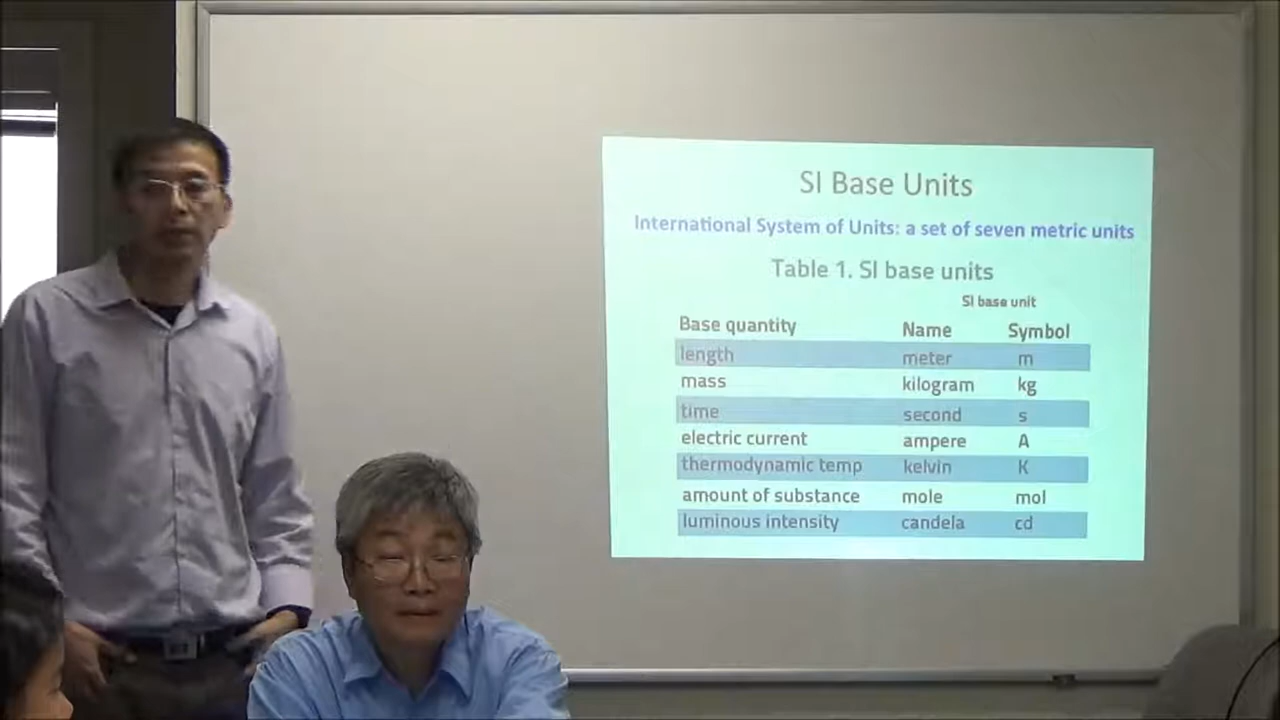 SI Base Units
International System of Units: a set of seven metric units
Table 1. SI base units
SI base unit
Base quantity Name Symbol
length meter m
mass kilogram kg
time second s
electric current ampere A
thermodynamic temp kelvin K
amount of substance mole mol
luminous intensity candela cd